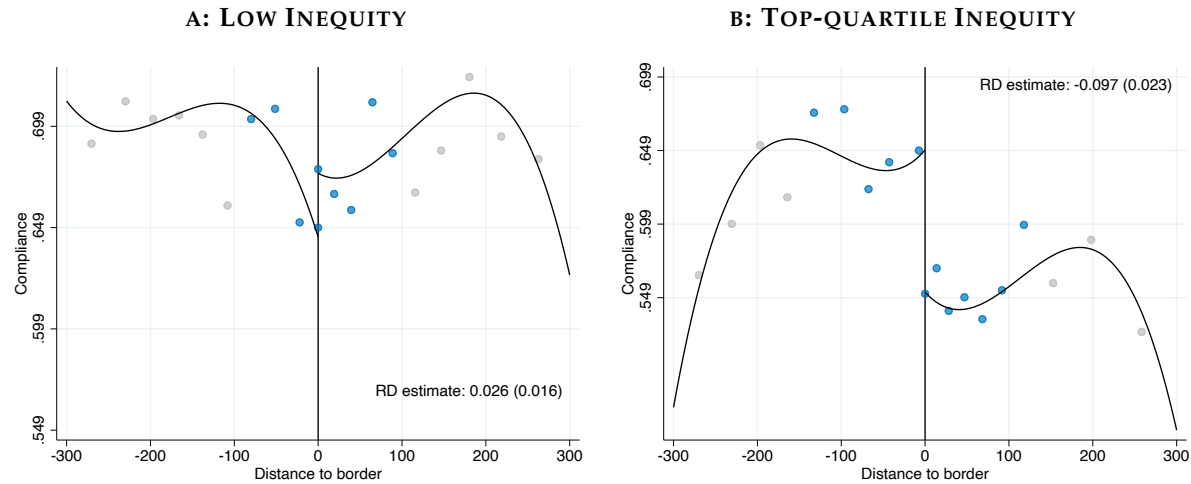 A: LOW INEQUITY
.699
.649
.599
.549
Compliance
RD estimate: 0.026 (0.016)
-300 -200 -100 0 100 200 300
Distance to border
B: TOP-QUARTILE INEQUITY
.699
.649
.599
.549
Compliance
RD estimate: -0.097 (0.023)
-300 -200 -100 0 100 200 300
Distance to border